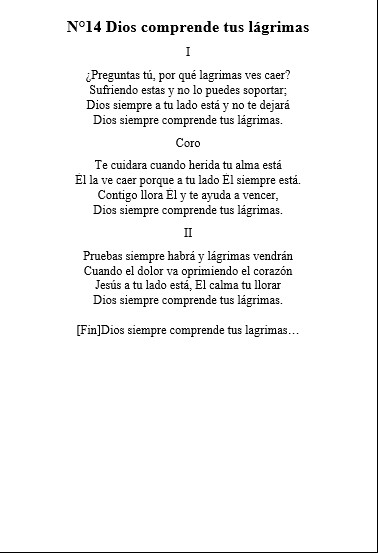 N°14 Dios comprende tus lágrimas
I
¿Preguntas tú, por qué lagrimas ves caer?
Sufriendo estas y no lo puedes soportar;
Dios siempre a tu lado está y no te dejará
Dios siempre comprende tus lágrimas.
Coro
Te cuidara cuando herida tu alma está
Él la ve caer porque a tu lado Él siempre está.
Contigo llora El y te ayuda a vencer,
Dios siempre comprende tus lágrimas.
II
Pruebas siempre habrá y lágrimas vendrán
Cuando el dolor va oprimiendo el corazón
Jesús a tu lado está, El calma tu llorar
Dios siempre comprende tus lágrimas.
[Fin]Dios siempre comprende tus lagrimas…